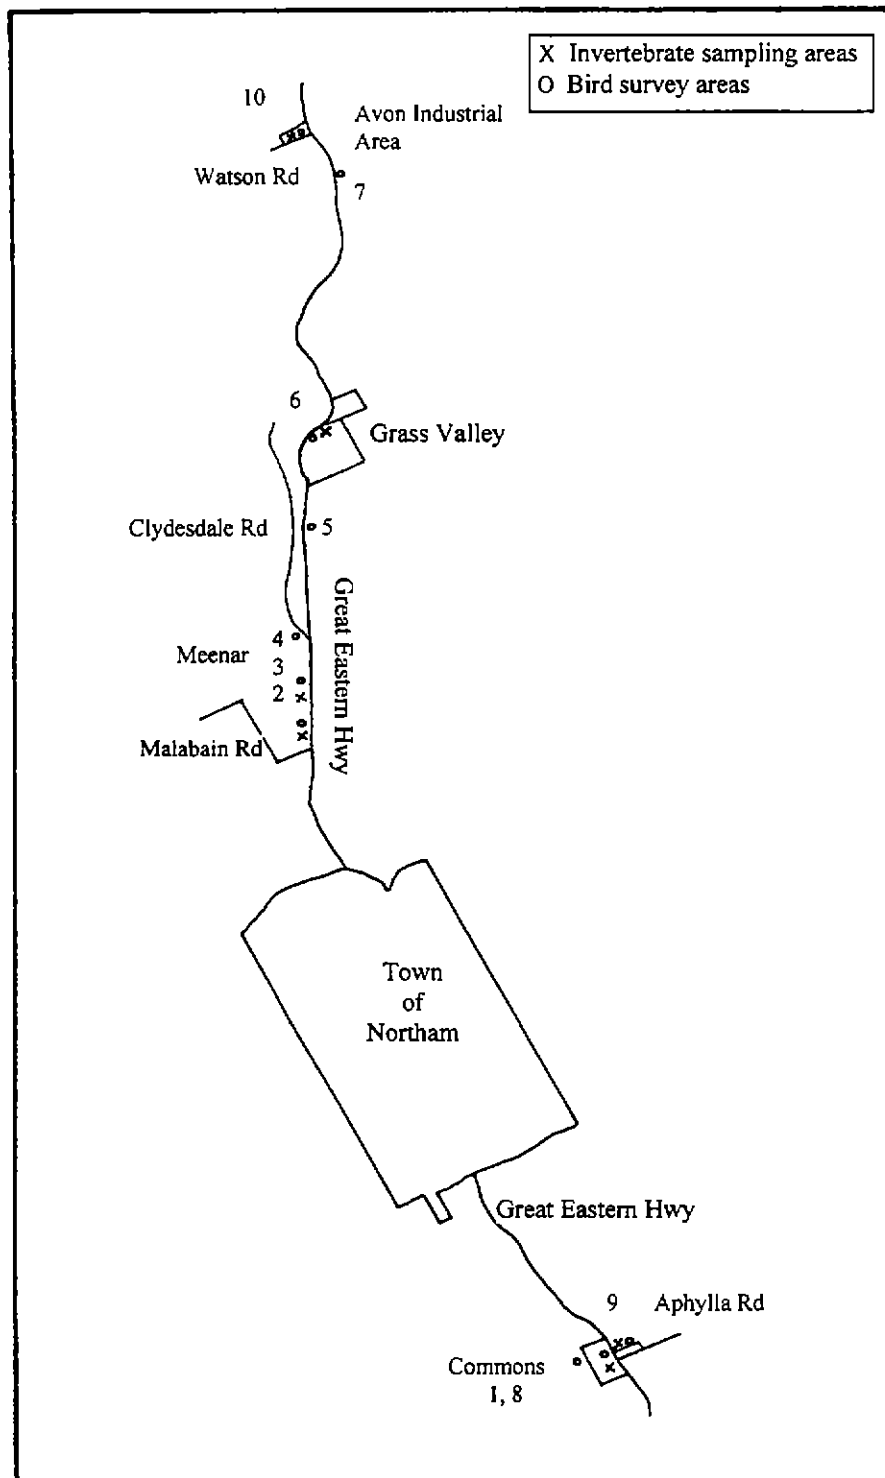 X Invertebrate sampling areas
O Bird survey areas
10
Avon Industrial
Area
Watson Rd
7
6
Grass Valley
Clydesdale Rd
5
Great Eastern Hwy
4
Meenar
3
2
Malabain Rd
Town
of
Northam
Great Eastern Hwy
9
Aphylla Rd
Commons
1, 8